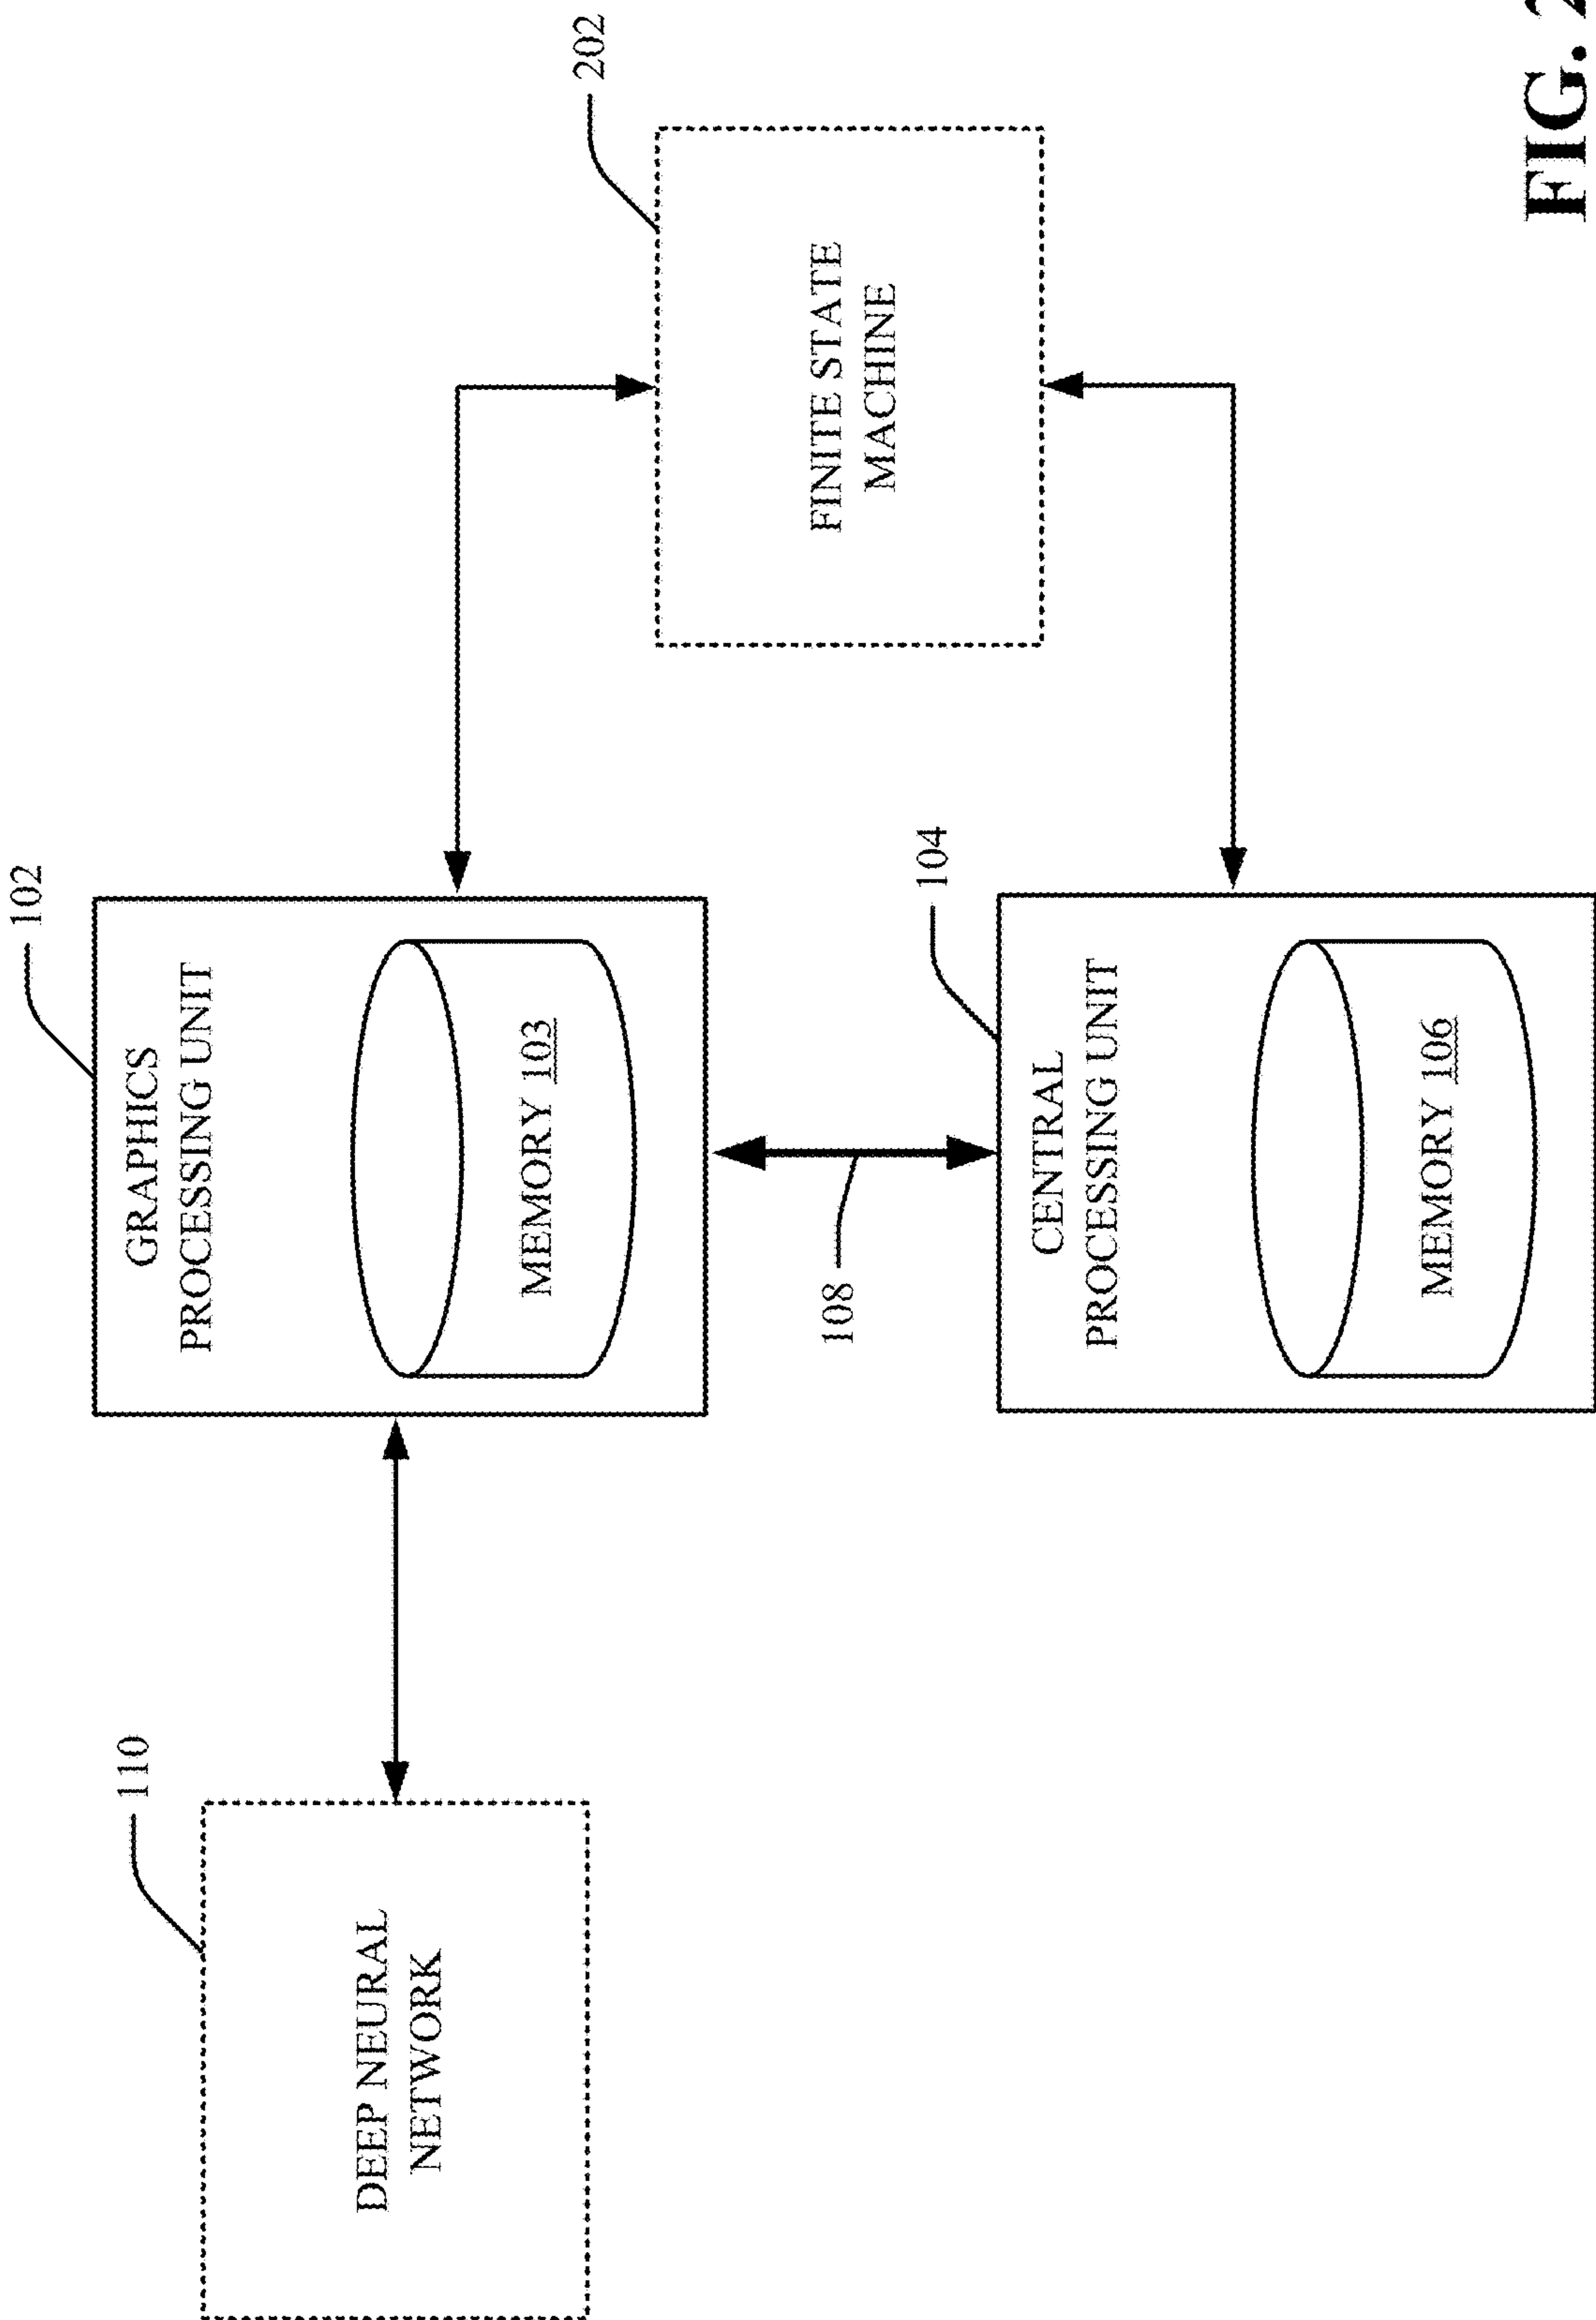 110
DEEP NEURAL
NETWORK
102
GRAPHICS
PROCESSING UNIT
MEMORY 103
108
104
CENTRAL
PROCESSING UNIT
MEMORY 106
202
FINITE STATE
MACHINE
FIG. 2